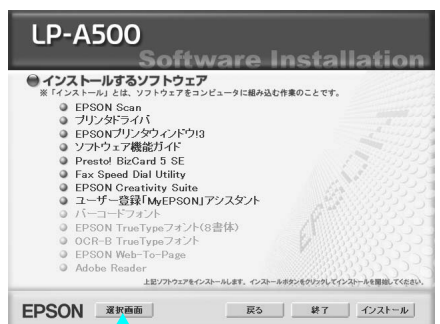 LP-A500
Software Installation
インストールするソフトウェア
※「インストール」とは、ソフトウェアをコンピュータに組み込む作業のことです。
EPSON Scan
プリンタドライバ
EPSONプリンタウィンドウ!3
ソフトウェア機能ガイド
Presto! BizCard 5 SE
Fax Speed Dial Utility
EPSON Creativity Suite
ユーザー登録「MyEPSON」アシスタント
バーコードフォント
EPSON TrueTypeフォント(8書体)
OCR-B TrueTypeフォント
EPSON Web-To-Page
Adobe Reader
上記ソフトウェアをインストールします。インストールボタンをクリックしてインストールを開始してください。
EPSON 選択画面 戻る 終了 インストール